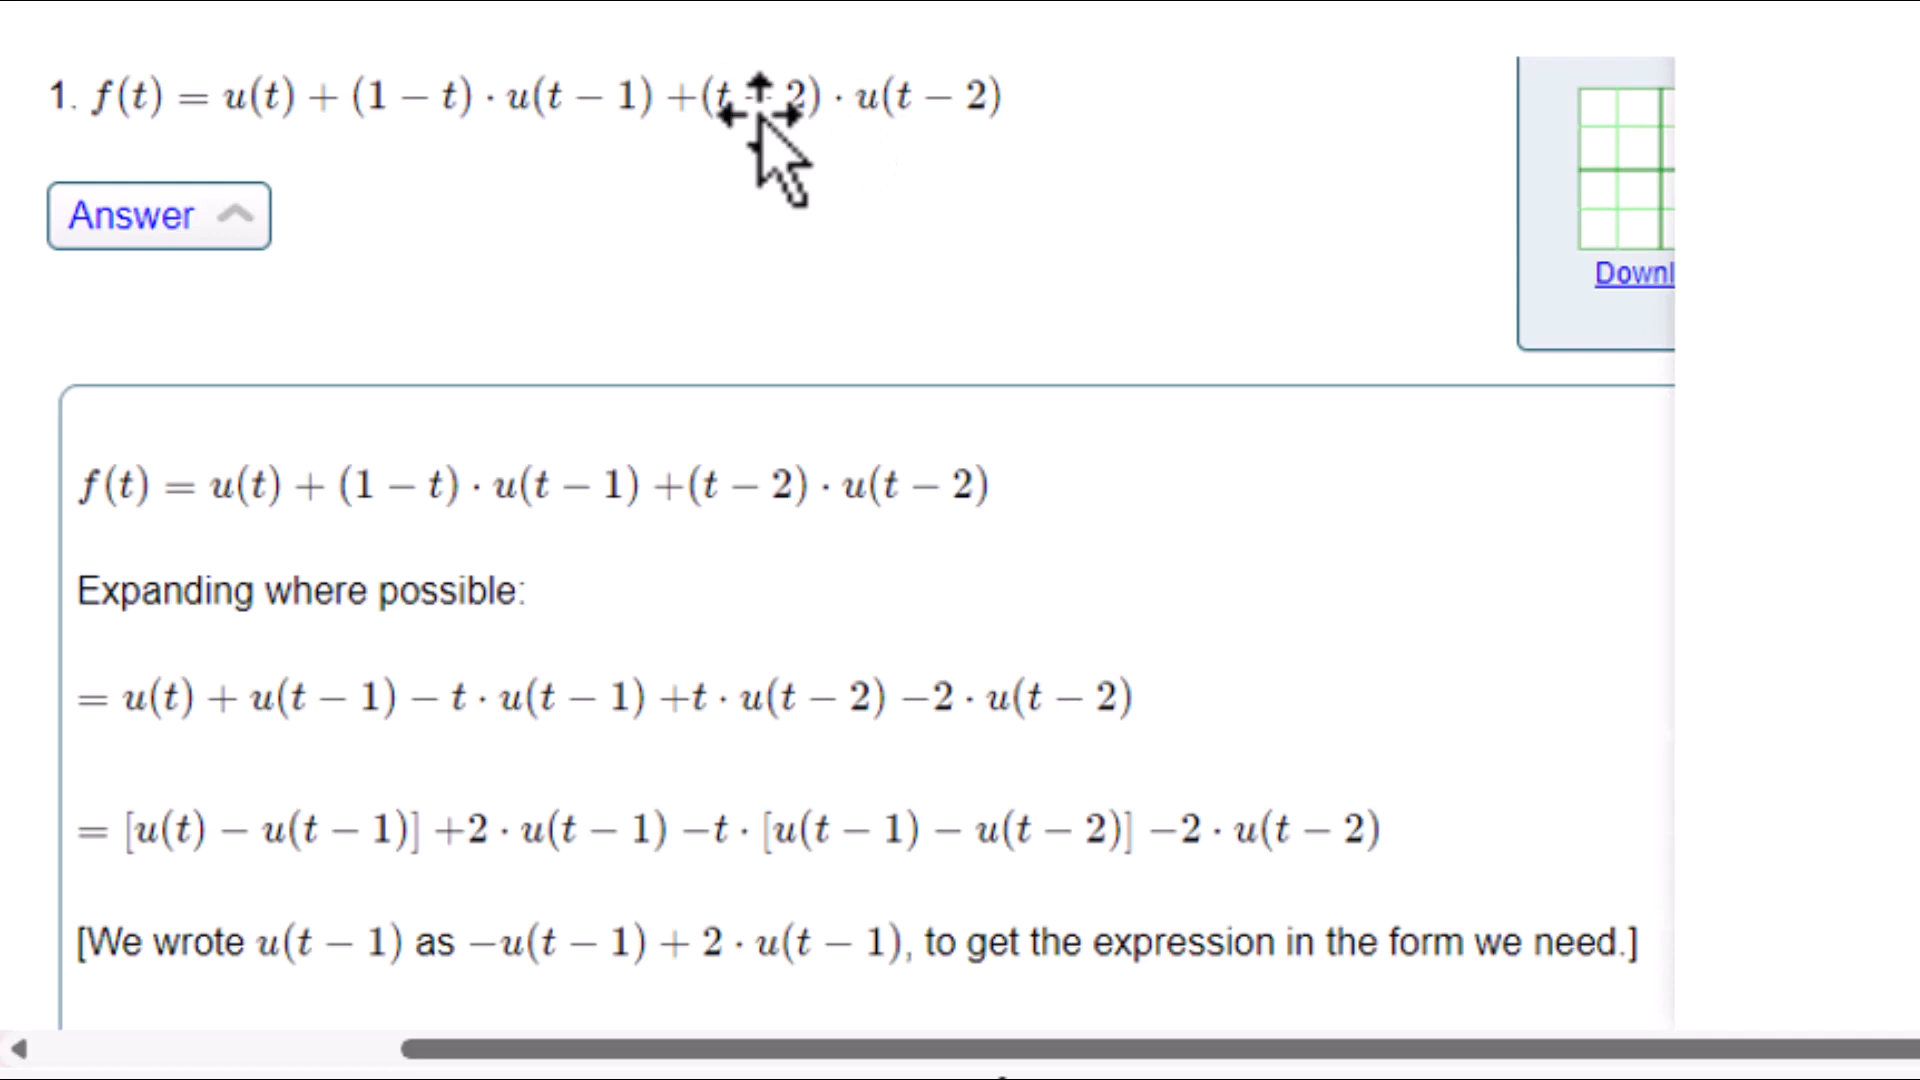 1. f(t) = u(t) + (1 − t) · u(t − 1) +(t − 2) · u(t − 2)
Answer
Downl
f(t) = u(t) + (1 − t) · u(t − 1) +(t − 2) · u(t − 2)
Expanding where possible:
= u(t) + u(t − 1) − t · u(t − 1) +t · u(t − 2) −2 · u(t − 2)
= [u(t) − u(t − 1)] +2 · u(t − 1) −t · [u(t − 1) − u(t − 2)] −2 · u(t − 2)
[We wrote u(t − 1) as −u(t − 1) + 2 · u(t − 1), to get the expression in the form we need.]